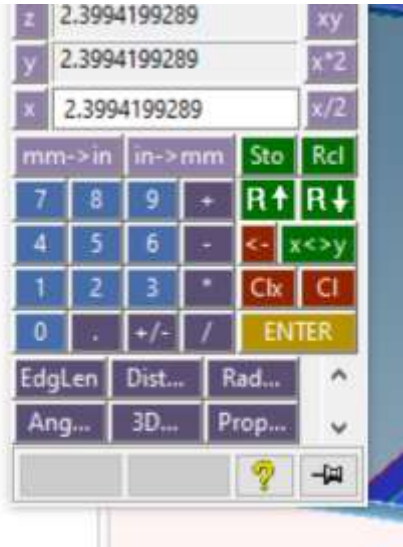 z 2.3994199289 xy
y 2.3994199289 x*2
x 2.3994199289 x/2
mm->in in->mm Sto Rcl
7 8 9 + R↑ R↓
4 5 6 - <- x<>y
1 2 3 * Clx Cl
0 . +/- / ENTER
EdgLen Dist... Rad...
Ang... 3D... Prop...
?